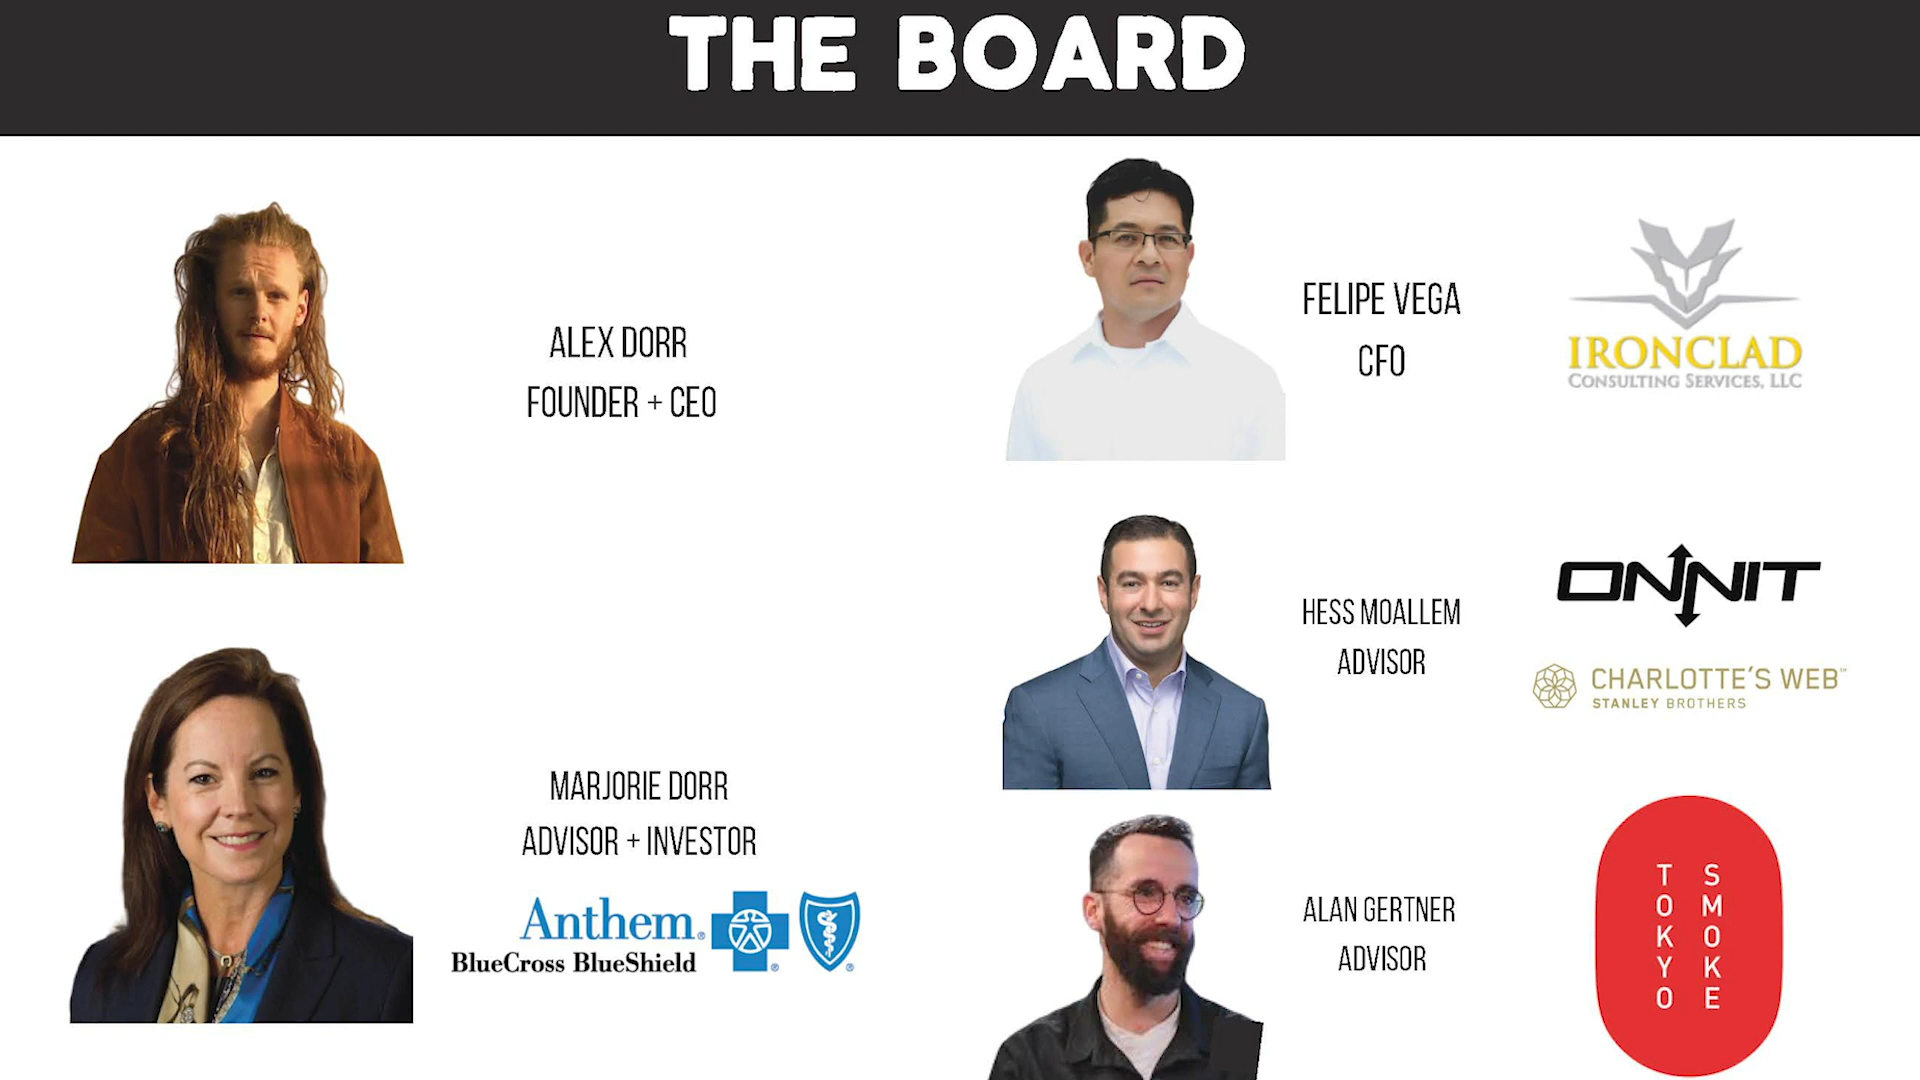 THE BOARD
ALEX DORR
FOUNDER + CEO
MARJORIE DORR
ADVISOR + INVESTOR
Anthem®
BlueCross BlueShield
® ®
FELIPE VEGA
CFO
IRONCLAD
CONSULTING SERVICES, LLC
HESS MOALLEM
ADVISOR
ONNIT
CHARLOTTE'S WEB™
STANLEY BROTHERS
ALAN GERTNER
ADVISOR
TOKYO
SMOKE